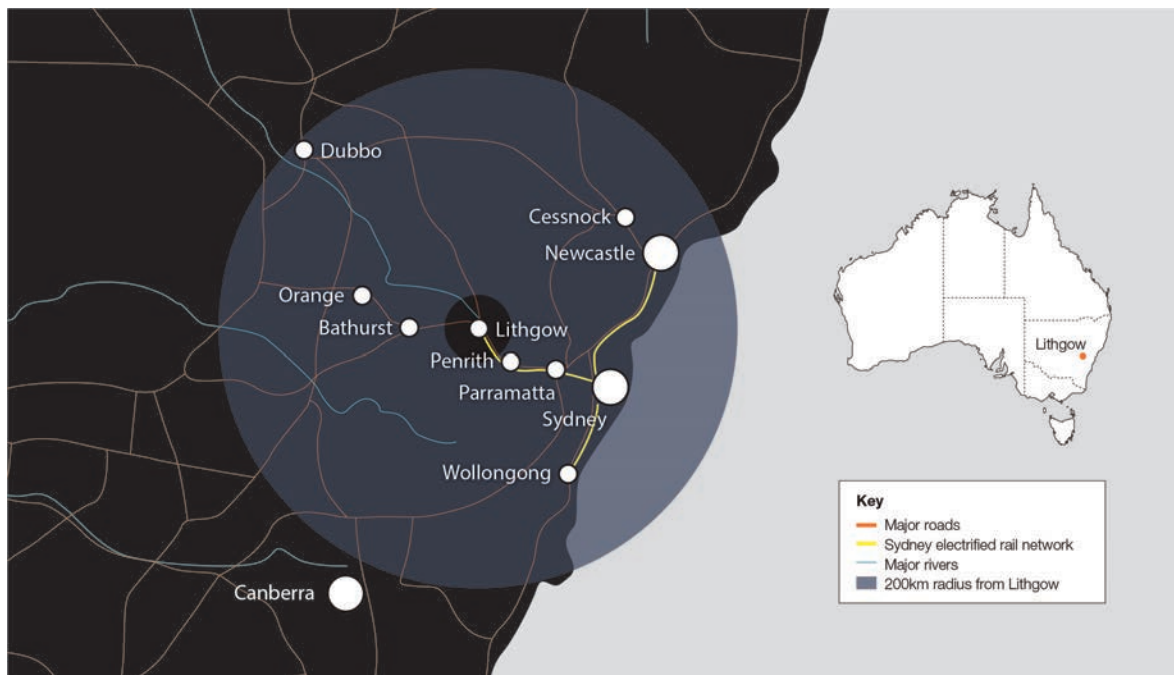 Dubbo
Cessnock
Newcastle
Orange
Bathurst
Lithgow
Penrith
Parramatta
Sydney
Wollongong
Canberra
Lithgow
Key
Major roads
Sydney electrified rail network
Major rivers
200km radius from Lithgow